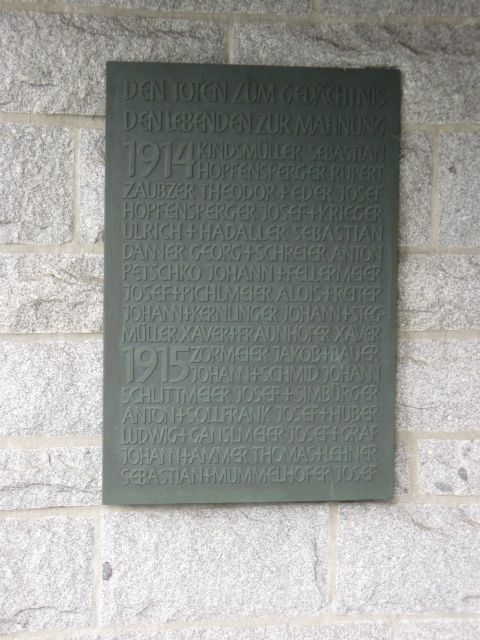 DEN TOTEN ZUM GEDÄCHTNIS-
DEN LEBENDEN ZUR MAHNUNG
1914 KINDSMÜLLER SEBASTIAN
HOPFENSPERGER RUPERT
ZAUBZER THEODOR+EDER JOSEF
HOPFENSPERGER JOSEF+KRIEGER
ULRICH+HADALLER SEBASTIAN
DANNER GEORG+SCHREIER ANTON
PETSCHKO JOHANN+FELLERMEIER
JOSEF+PICHLMEIER ALOIS+REITER
JOHANN+KERNLINGER JOHANN+STEG
MÜLLER XAVER+FRAUNHOFER XAVER
1915 ZORMEIER JAKOB+BAUER
JOHANN+SCHMID JOHANN
SCHLITTMEIER JOSEF+SIMBÜRGER
ANTON+SOLLFRANK JOSEF+HUBER
LUDWIG+GANSLMEIER JOSEF+GRAF
JOHANN+AMMER THOMAS+LEHNER
SEBASTIAN+MUMMELHOFER JOSEF